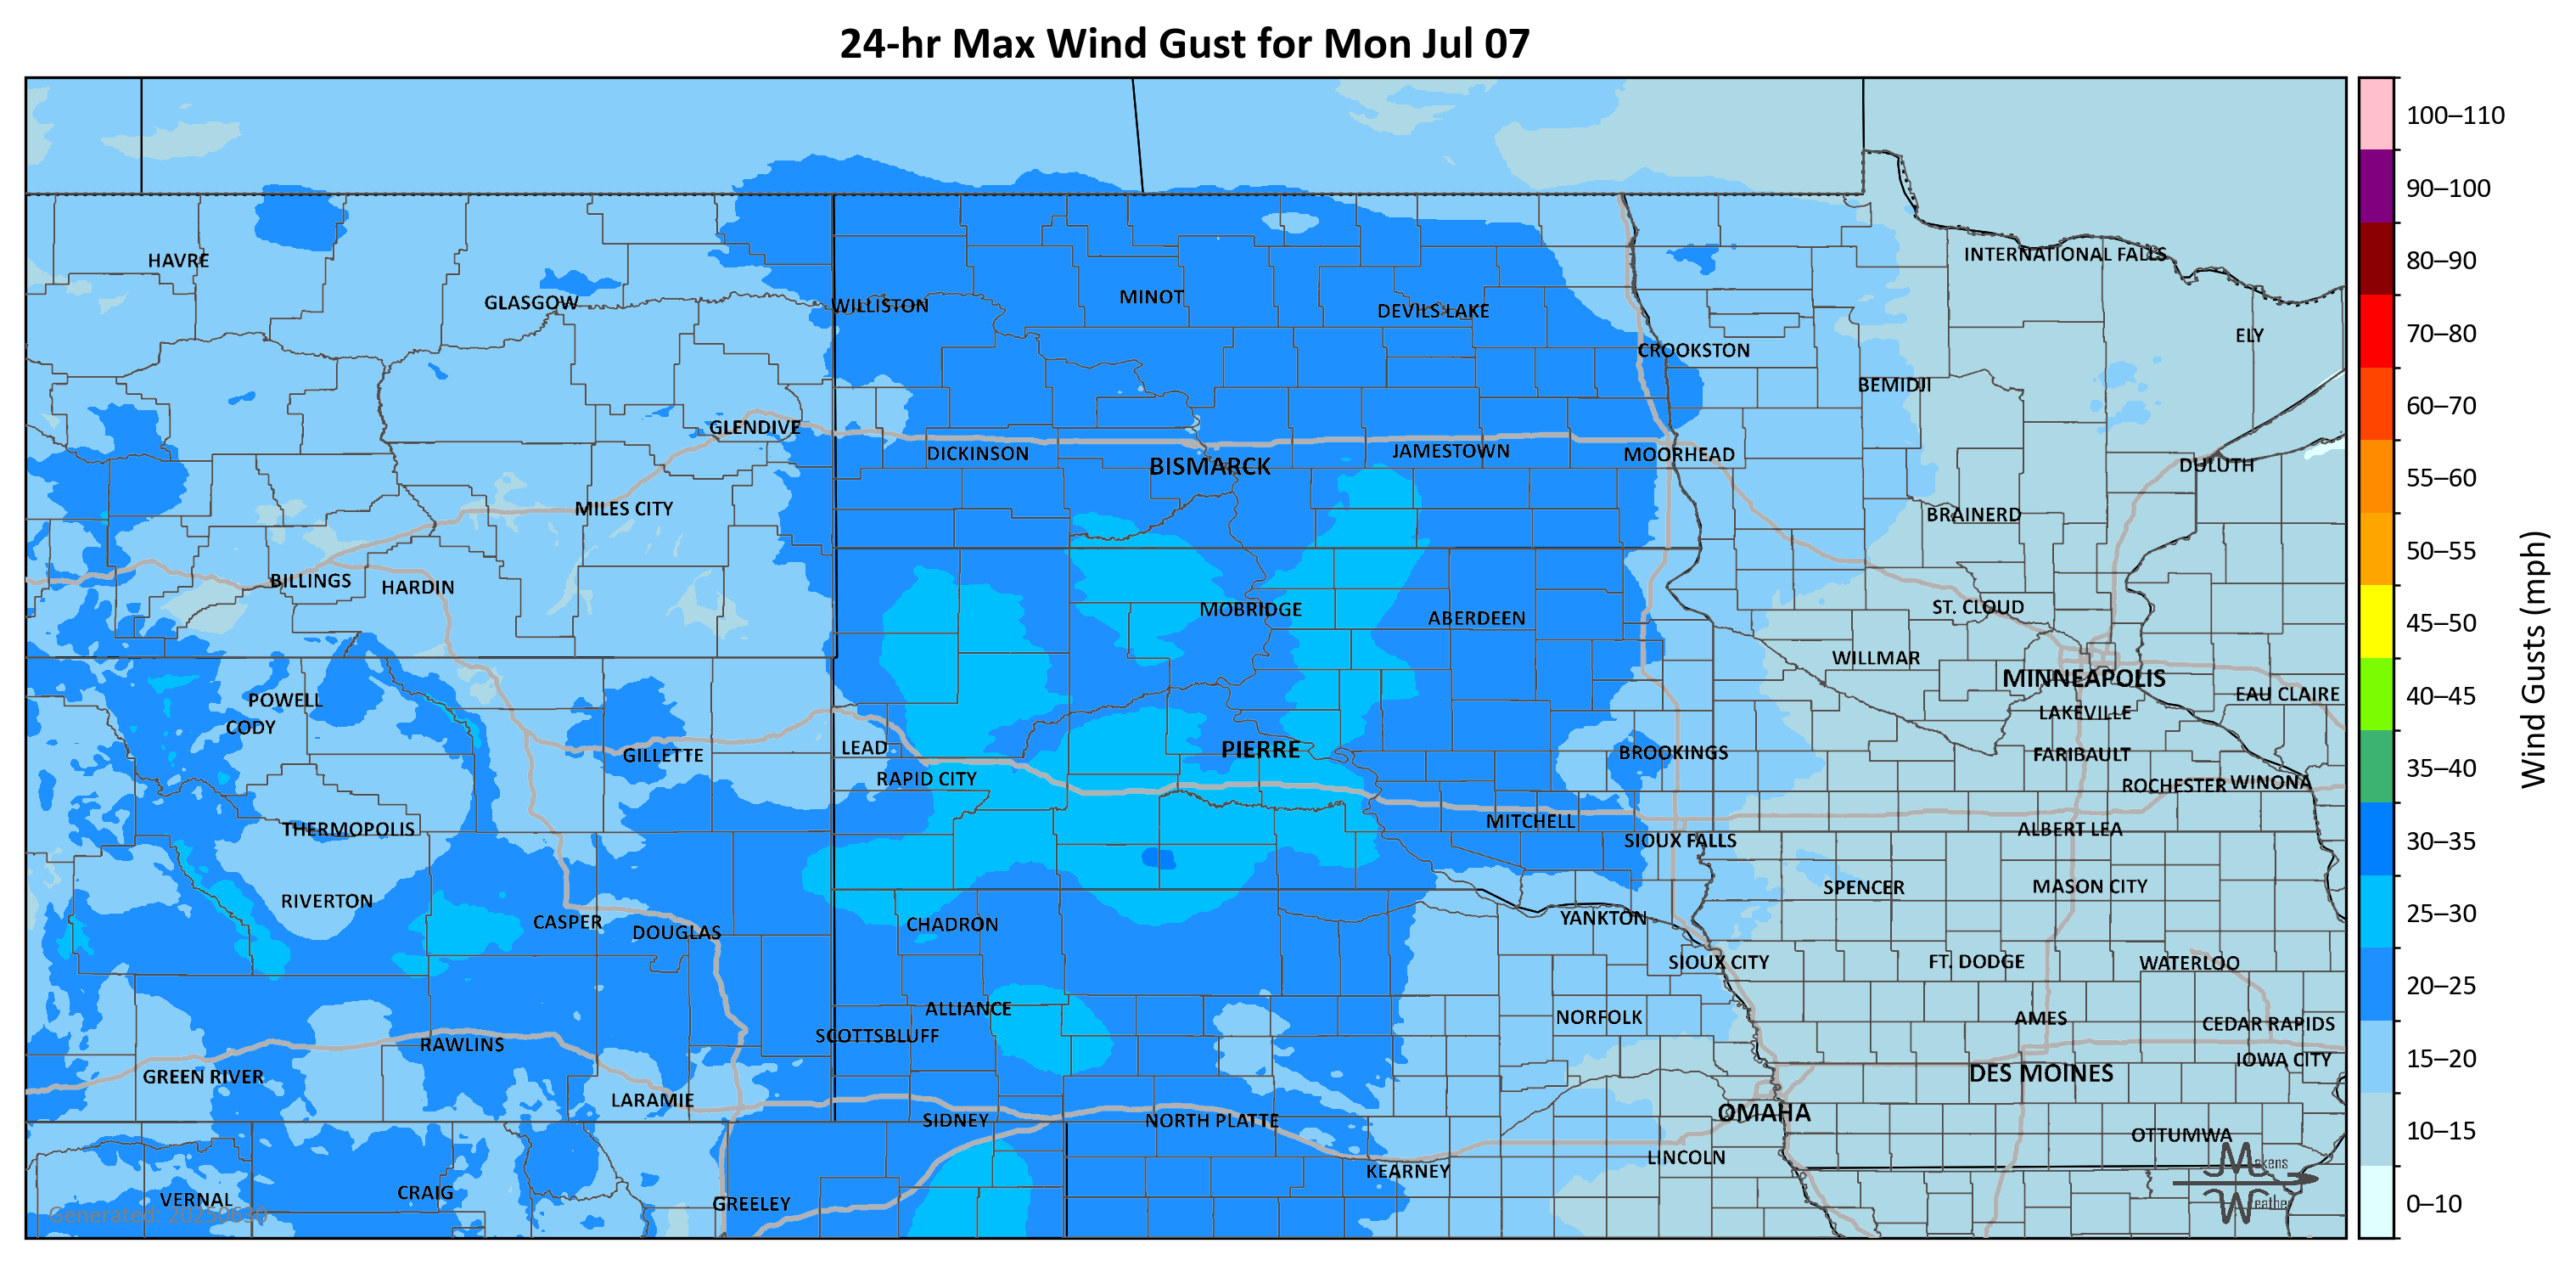 24-hr Max Wind Gust for Mon Jul 07
100–110
90–100
80–90
70–80
60–70
55–60
50–55
45–50
40–45
35–40
30–35
25–30
20–25
15–20
10–15
0–10
Wind Gusts (mph)
HAVRE
GLASGOW
WILLISTON
MINOT
DEVILS LAKE
INTERNATIONAL FALLS
CROOKSTON
ELY
BEMIDJI
GLENDIVE
DICKINSON
BISMARCK
JAMESTOWN
MOORHEAD
DULUTH
MILES CITY
BRAINERD
BILLINGS
HARDIN
MOBRIDGE
ABERDEEN
ST. CLOUD
WILLMAR
MINNEAPOLIS
EAU CLAIRE
POWELL
CODY
LAKEVILLE
GILLETTE
LEAD
PIERRE
BROOKINGS
FARIBAULT
RAPID CITY
ROCHESTER
WINONA
THERMOPOLIS
MITCHELL
SIOUX FALLS
ALBERT LEA
RIVERTON
SPENCER
MASON CITY
CASPER
DOUGLAS
CHADRON
YANKTON
SIOUX CITY
FT. DODGE
WATERLOO
ALLIANCE
NORFOLK
AMES
CEDAR RAPIDS
RAWLINS
SCOTTSBLUFF
IOWA CITY
GREEN RIVER
DES MOINES
LARAMIE
SIDNEY
NORTH PLATTE
OMAHA
OTTUMWA
KEARNEY
LINCOLN
VERNAL
CRAIG
GREELEY
Generated: 20250630
Makens
Weather